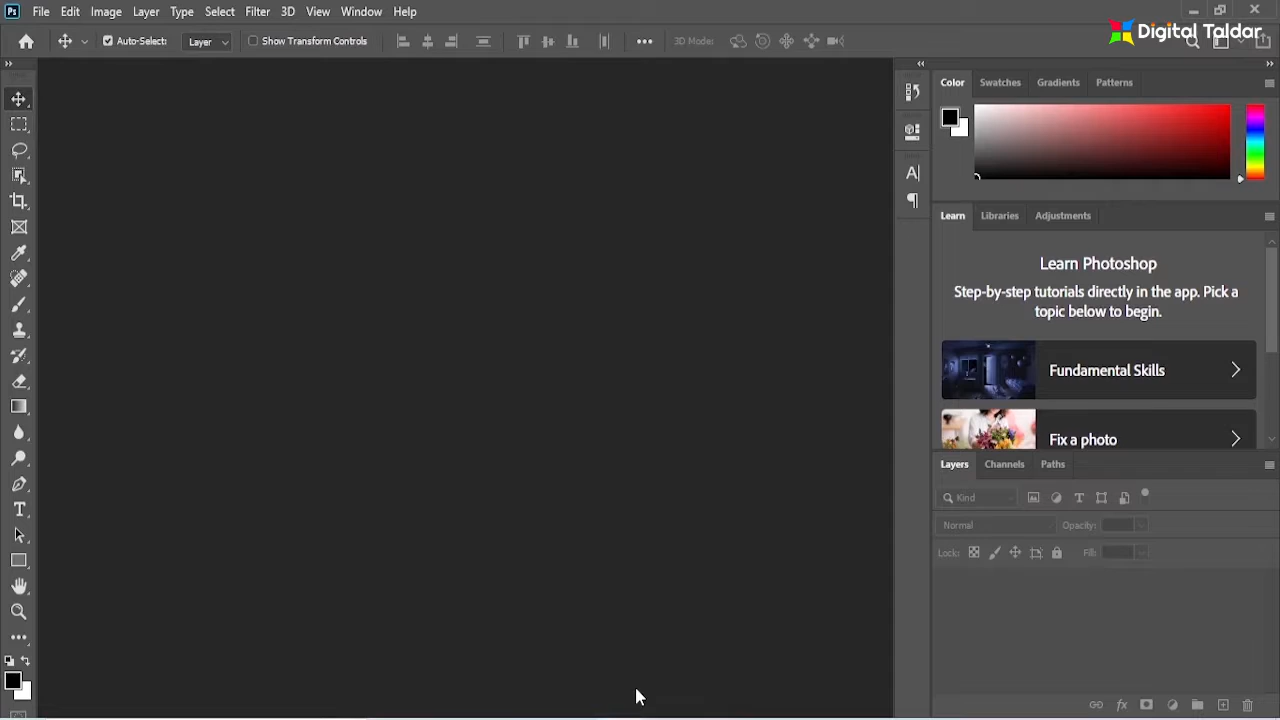 Ps File Edit Image Layer Type Select Filter 3D View Window Help
Digital Taldar
Auto-Select: Layer Show Transform Controls 3D Mode:
Color Swatches Gradients Patterns
Learn Libraries Adjustments
Learn Photoshop
Step-by-step tutorials directly in the app. Pick a
topic below to begin.
Fundamental Skills
Fix a photo
Layers Channels Paths
Kind
Normal Opacity:
Lock: Fill: